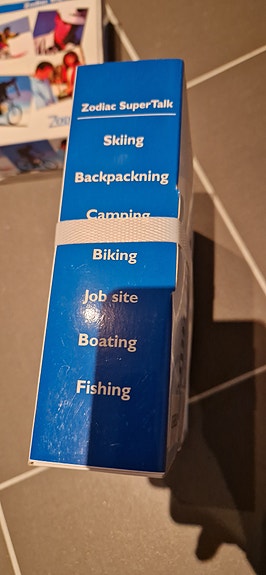 Zodiac SuperTalk
Skiing
Backpackning
Camping
Biking
Job site
Boating
Fishing